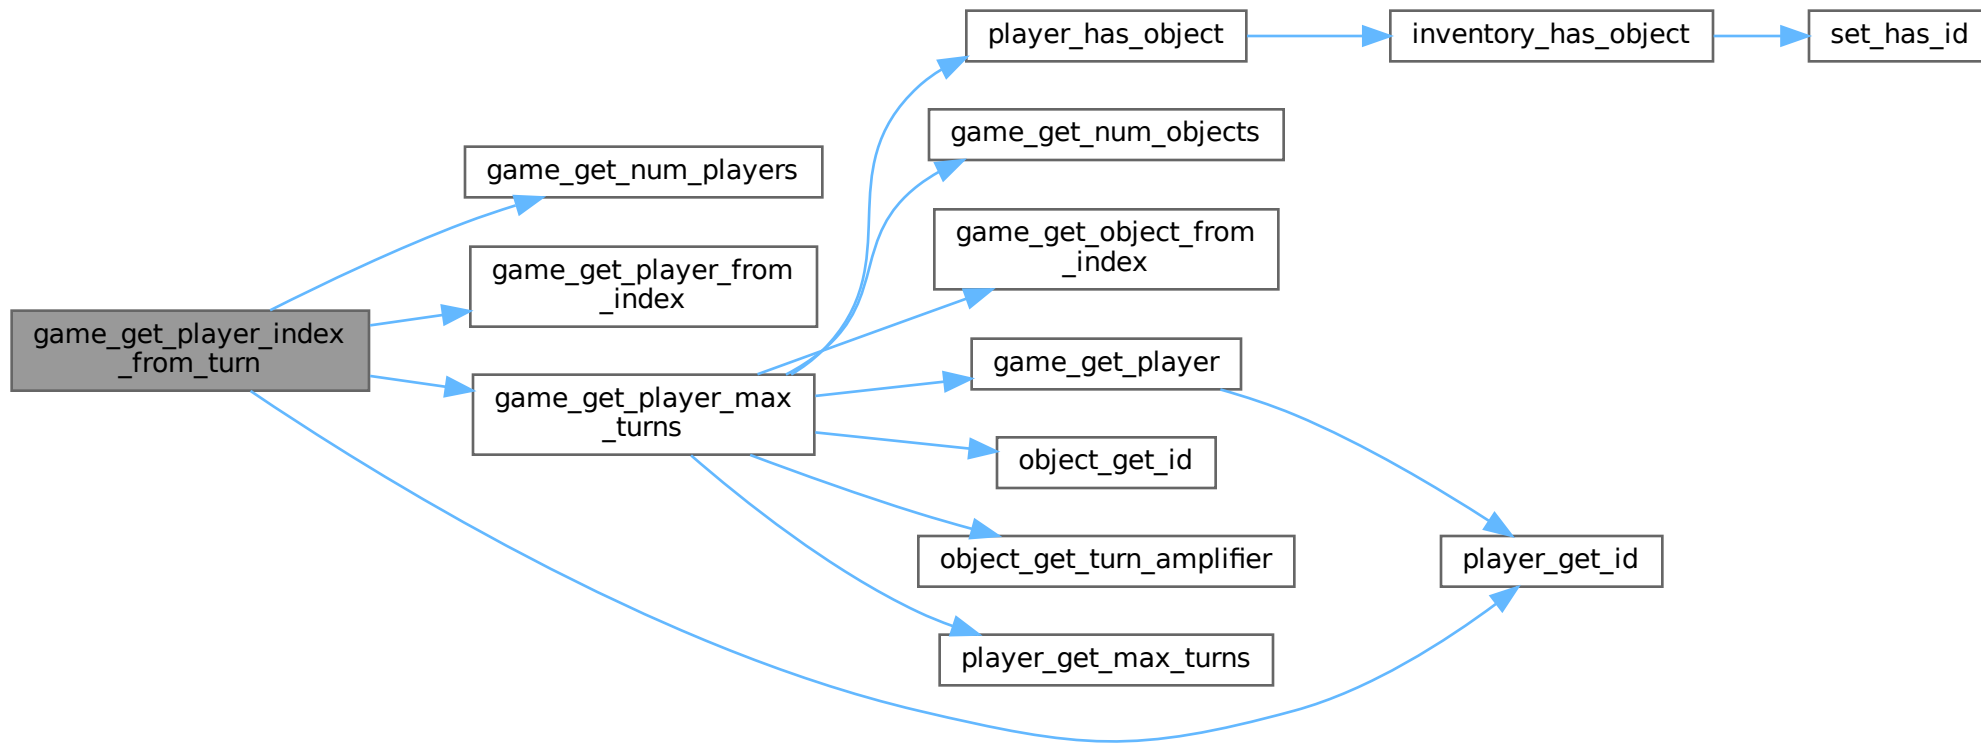 player_has_object
inventory_has_object
set_has_id
game_get_num_objects
game_get_num_players
game_get_object_from
_index
game_get_player_from
_index
game_get_player_index
_from_turn
game_get_player
game_get_player_max
_turns
object_get_id
object_get_turn_amplifier
player_get_id
player_get_max_turns